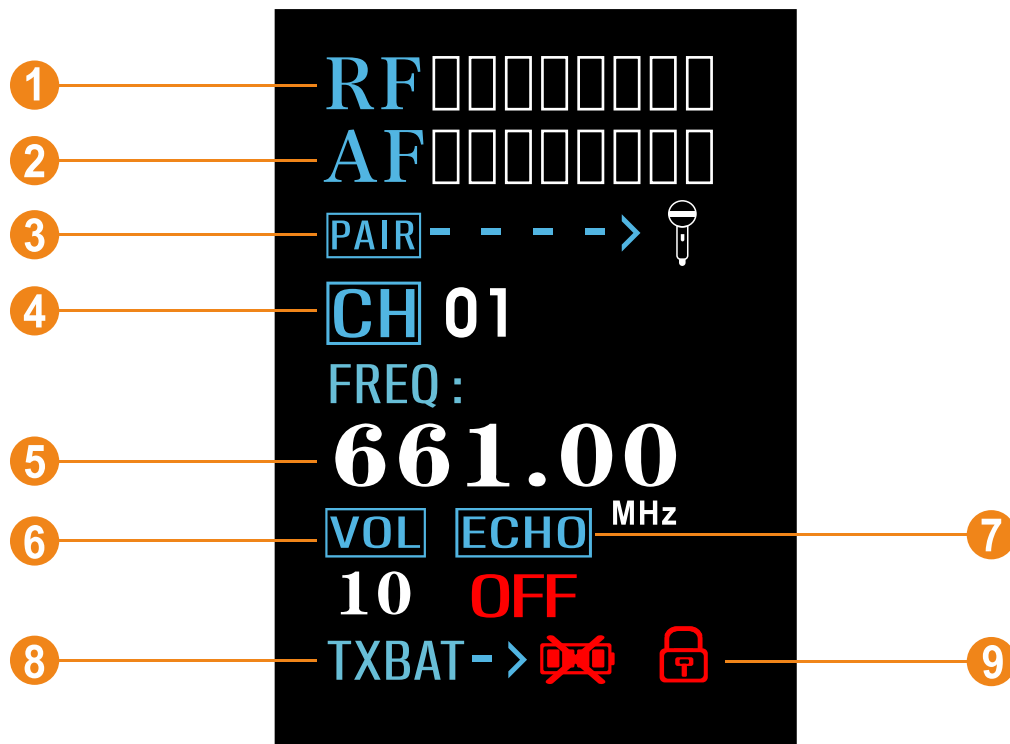 1 RF
2 AF
3 PAIR
4 CH 01
FREQ :
5 661.00
MHz
6 VOL ECHO 7
10 OFF
8 TXBAT 9